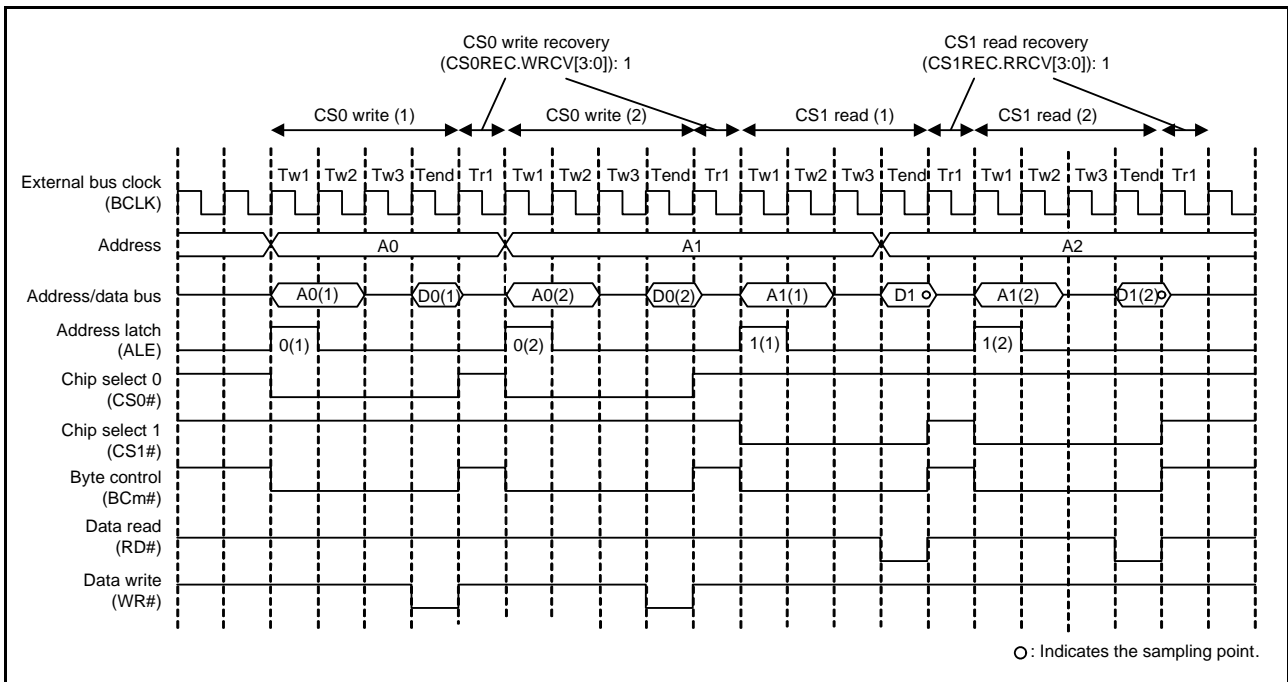 CS0 write recovery
(CS0REC.WRCV[3:0]): 1
CS1 read recovery
(CS1REC.RRCV[3:0]): 1
CS0 write (1)
CS0 write (2)
CS1 read (1)
CS1 read (2)
Tw1 Tw2 Tw3 Tend Tr1 Tw1 Tw2 Tw3 Tend Tr1 Tw1 Tw2 Tw3 Tend Tr1 Tw1 Tw2 Tw3 Tend Tr1
External bus clock
(BCLK)
Address A0 A1 A2
Address/data bus A0(1) D0(1) A0(2) D0(2) A1(1) D1 A1(2) D1(2)
Address latch
(ALE)
0(1) 0(2) 1(1) 1(2)
Chip select 0
(CS0#)
Chip select 1
(CS1#)
Byte control
(BCm#)
Data read
(RD#)
Data write
(WR#)
: Indicates the sampling point.